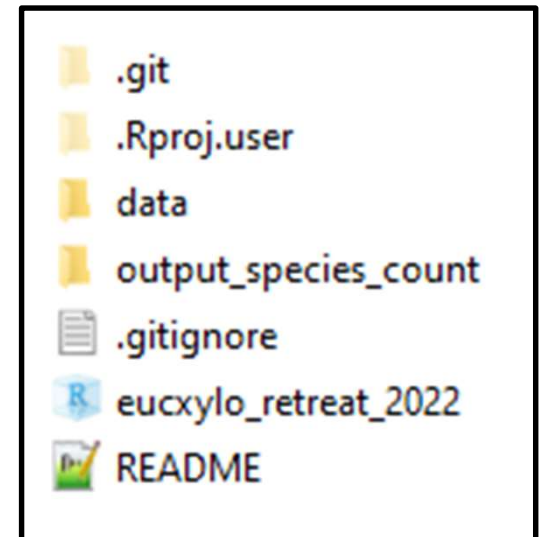 .git
.Rproj.user
data
output_species_count
.gitignore
eucxylo_retreat_2022
README